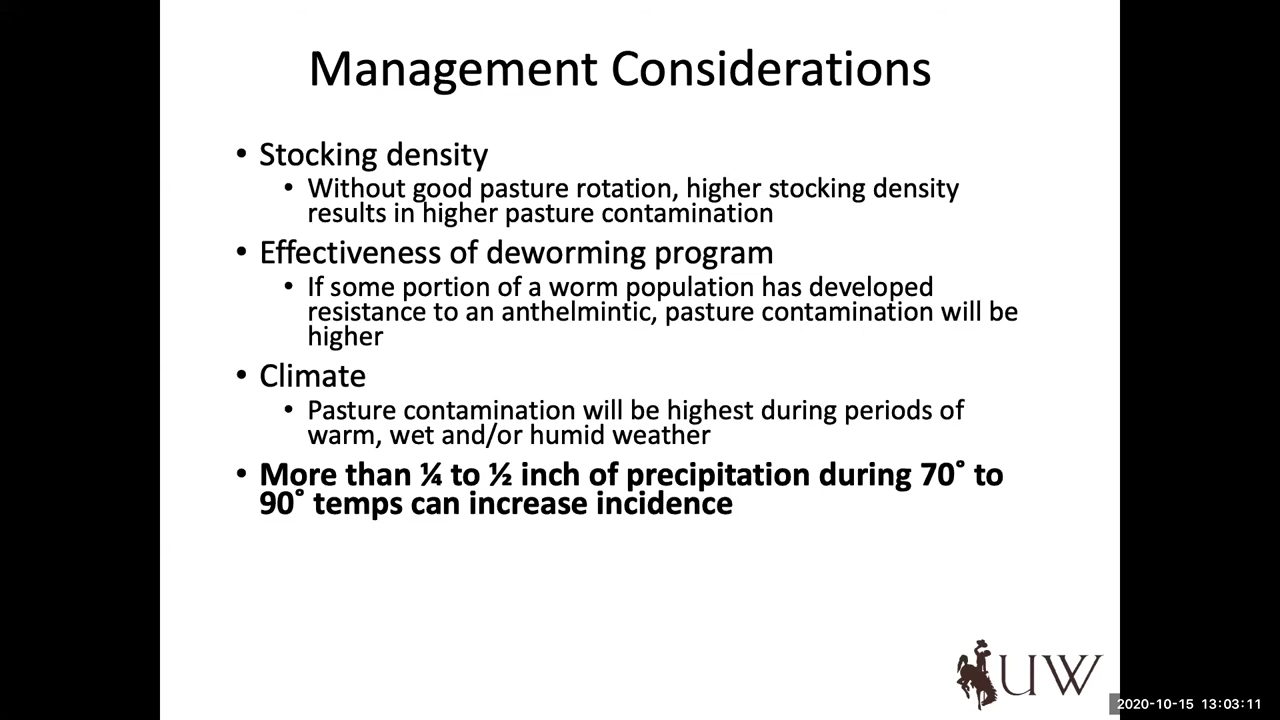 Management Considerations
• Stocking density
• Without good pasture rotation, higher stocking density
results in higher pasture contamination
• Effectiveness of deworming program
• If some portion of a worm population has developed
resistance to an anthelmintic, pasture contamination will be
higher
• Climate
• Pasture contamination will be highest during periods of
warm, wet and/or humid weather
• More than ¼ to ½ inch of precipitation during 70˚ to
90˚ temps can increase incidence
UW
2020-10-15 13:03:11